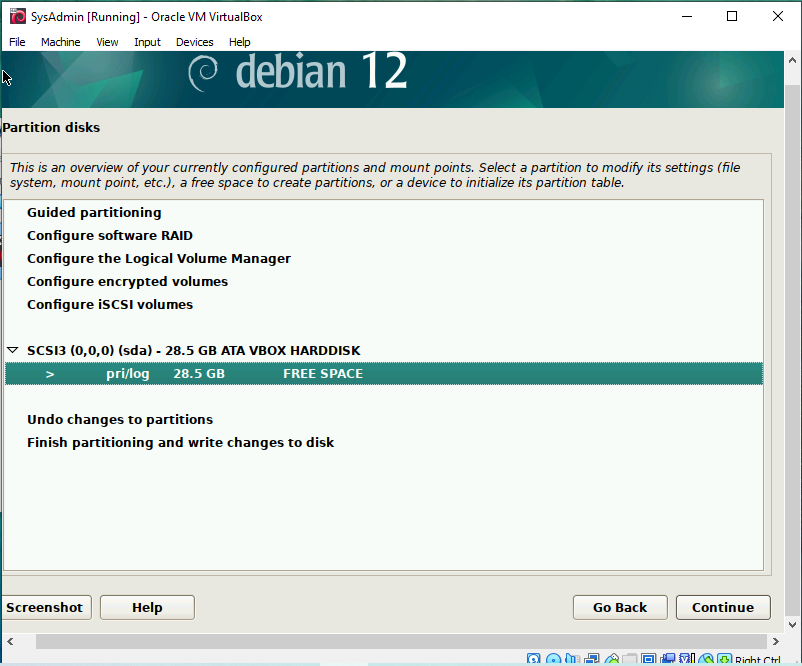 SysAdmin [Running] - Oracle VM VirtualBox
File Machine View Input Devices Help
debian 12
Partition disks
This is an overview of your currently configured partitions and mount points. Select a partition to modify its settings (file
system, mount point, etc.), a free space to create partitions, or a device to initialize its partition table.
Guided partitioning
Configure software RAID
Configure the Logical Volume Manager
Configure encrypted volumes
Configure iSCSI volumes
SCSI3 (0,0,0) (sda) - 28.5 GB ATA VBOX HARDDISK
> pri/log 28.5 GB FREE SPACE
Undo changes to partitions
Finish partitioning and write changes to disk
Screenshot Help Go Back Continue
Right Ctrl